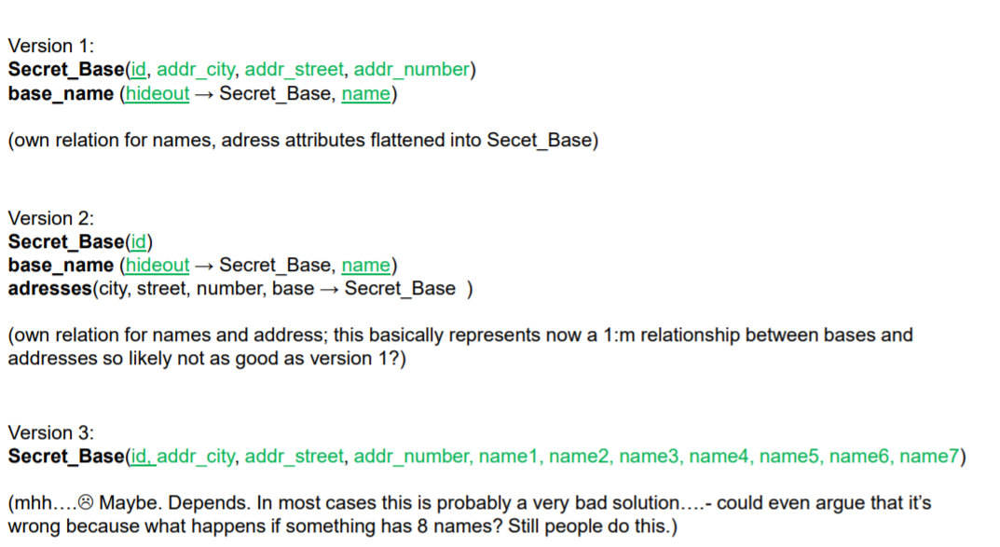 Version 1:
Secret_Base(id, addr_city, addr_street, addr_number)
base_name (hideout → Secret_Base, name)
(own relation for names, adress attributes flattened into Secet_Base)
Version 2:
Secret_Base(id)
base_name (hideout → Secret_Base, name)
adresses(city, street, number, base → Secret_Base )
(own relation for names and address; this basically represents now a 1:m relationship between bases and
addresses so likely not as good as version 1?)
Version 3:
Secret_Base(id, addr_city, addr_street, addr_number, name1, name2, name3, name4, name5, name6, name7)
(mhh….☹ Maybe. Depends. In most cases this is probably a very bad solution….- could even argue that it’s
wrong because what happens if something has 8 names? Still people do this.)